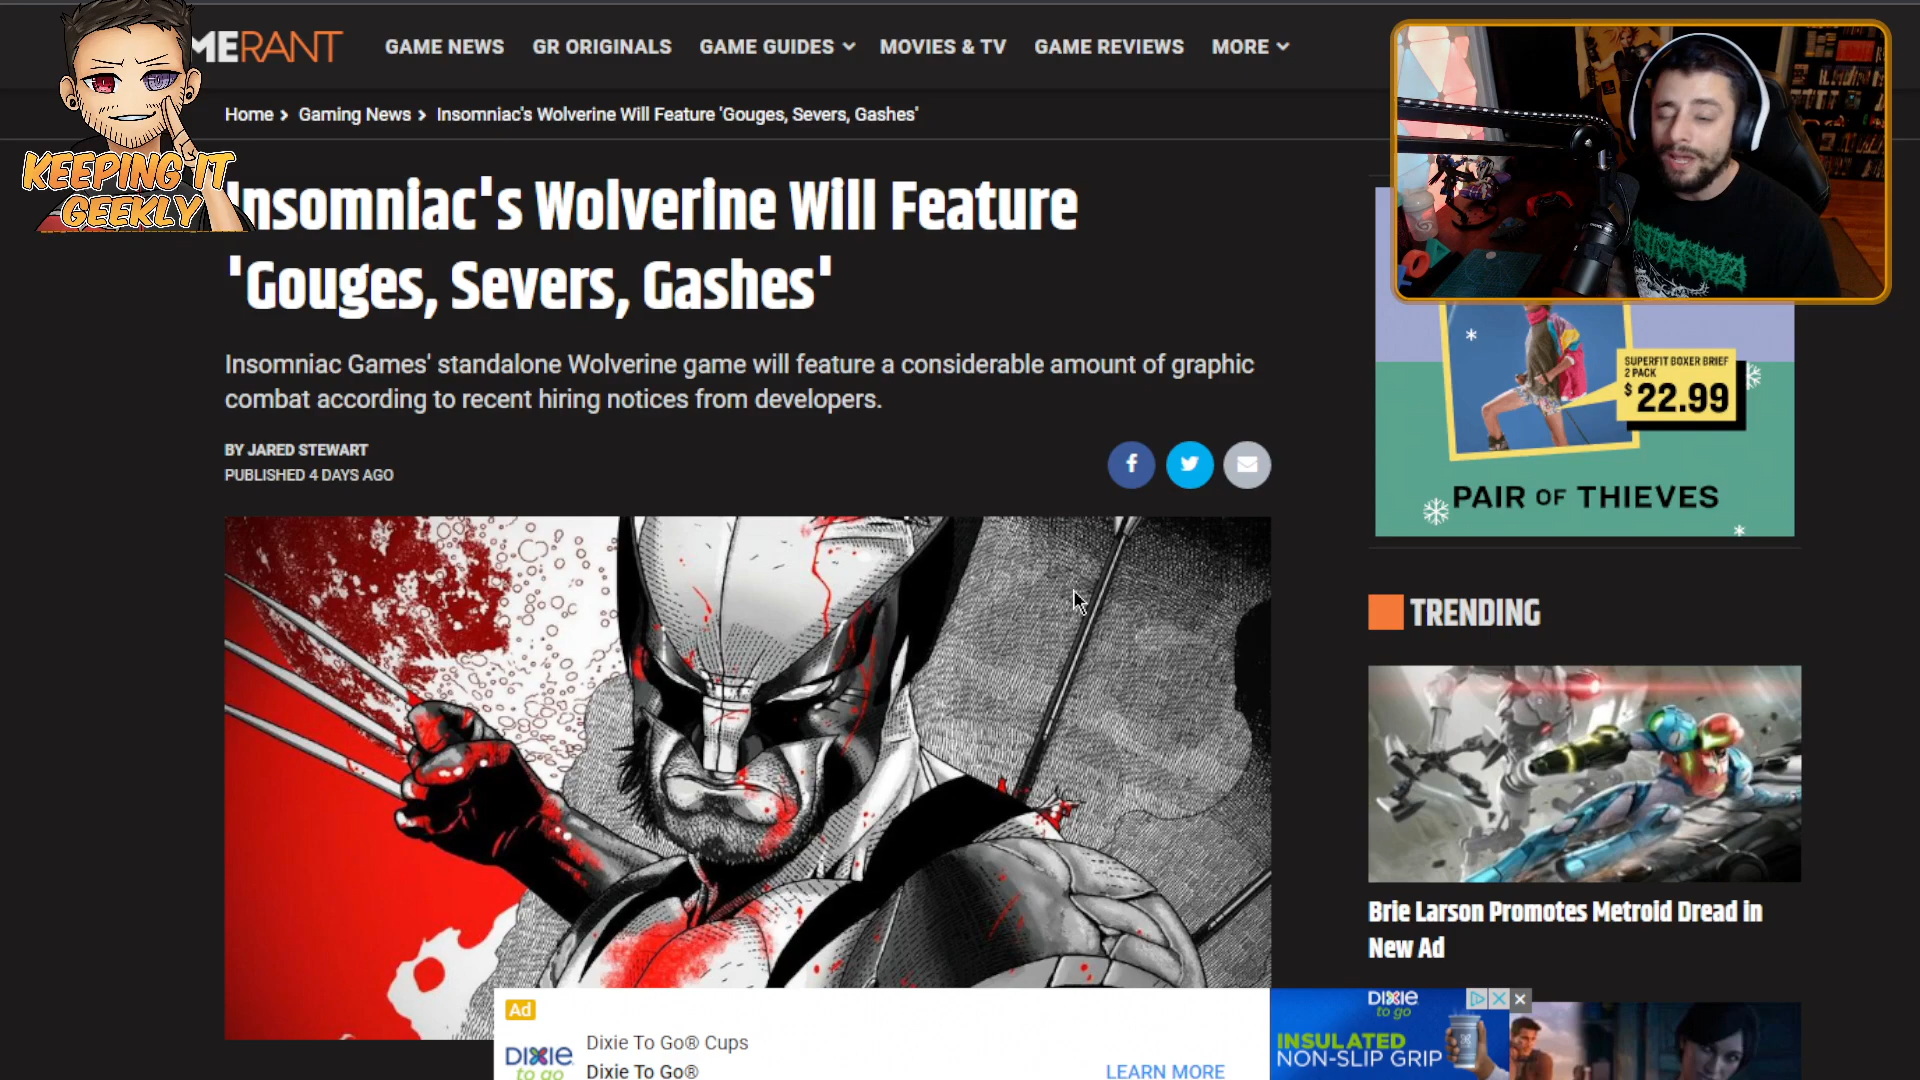 MERANT
GAME NEWS
GR ORIGINALS
GAME GUIDES
MOVIES & TV
GAME REVIEWS
MORE
Home > Gaming News > Insomniac's Wolverine Will Feature 'Gouges, Severs, Gashes'
KEEPING IT
GEEKLY
Insomniac's Wolverine Will Feature
'Gouges, Severs, Gashes'
Insomniac Games' standalone Wolverine game will feature a considerable amount of graphic
combat according to recent hiring notices from developers.
BY JARED STEWART
PUBLISHED 4 DAYS AGO
SUPERFIT BOXER BRIEF
2 PACK
$22.99
PAIR OF THIEVES
TRENDING
Brie Larson Promotes Metroid Dread in
New Ad
Ad
DIXIE
to go
Dixie To Go® Cups
Dixie To Go®
LEARN MORE
DIXIE
to go
INSULATED
NON-SLIP GRIP